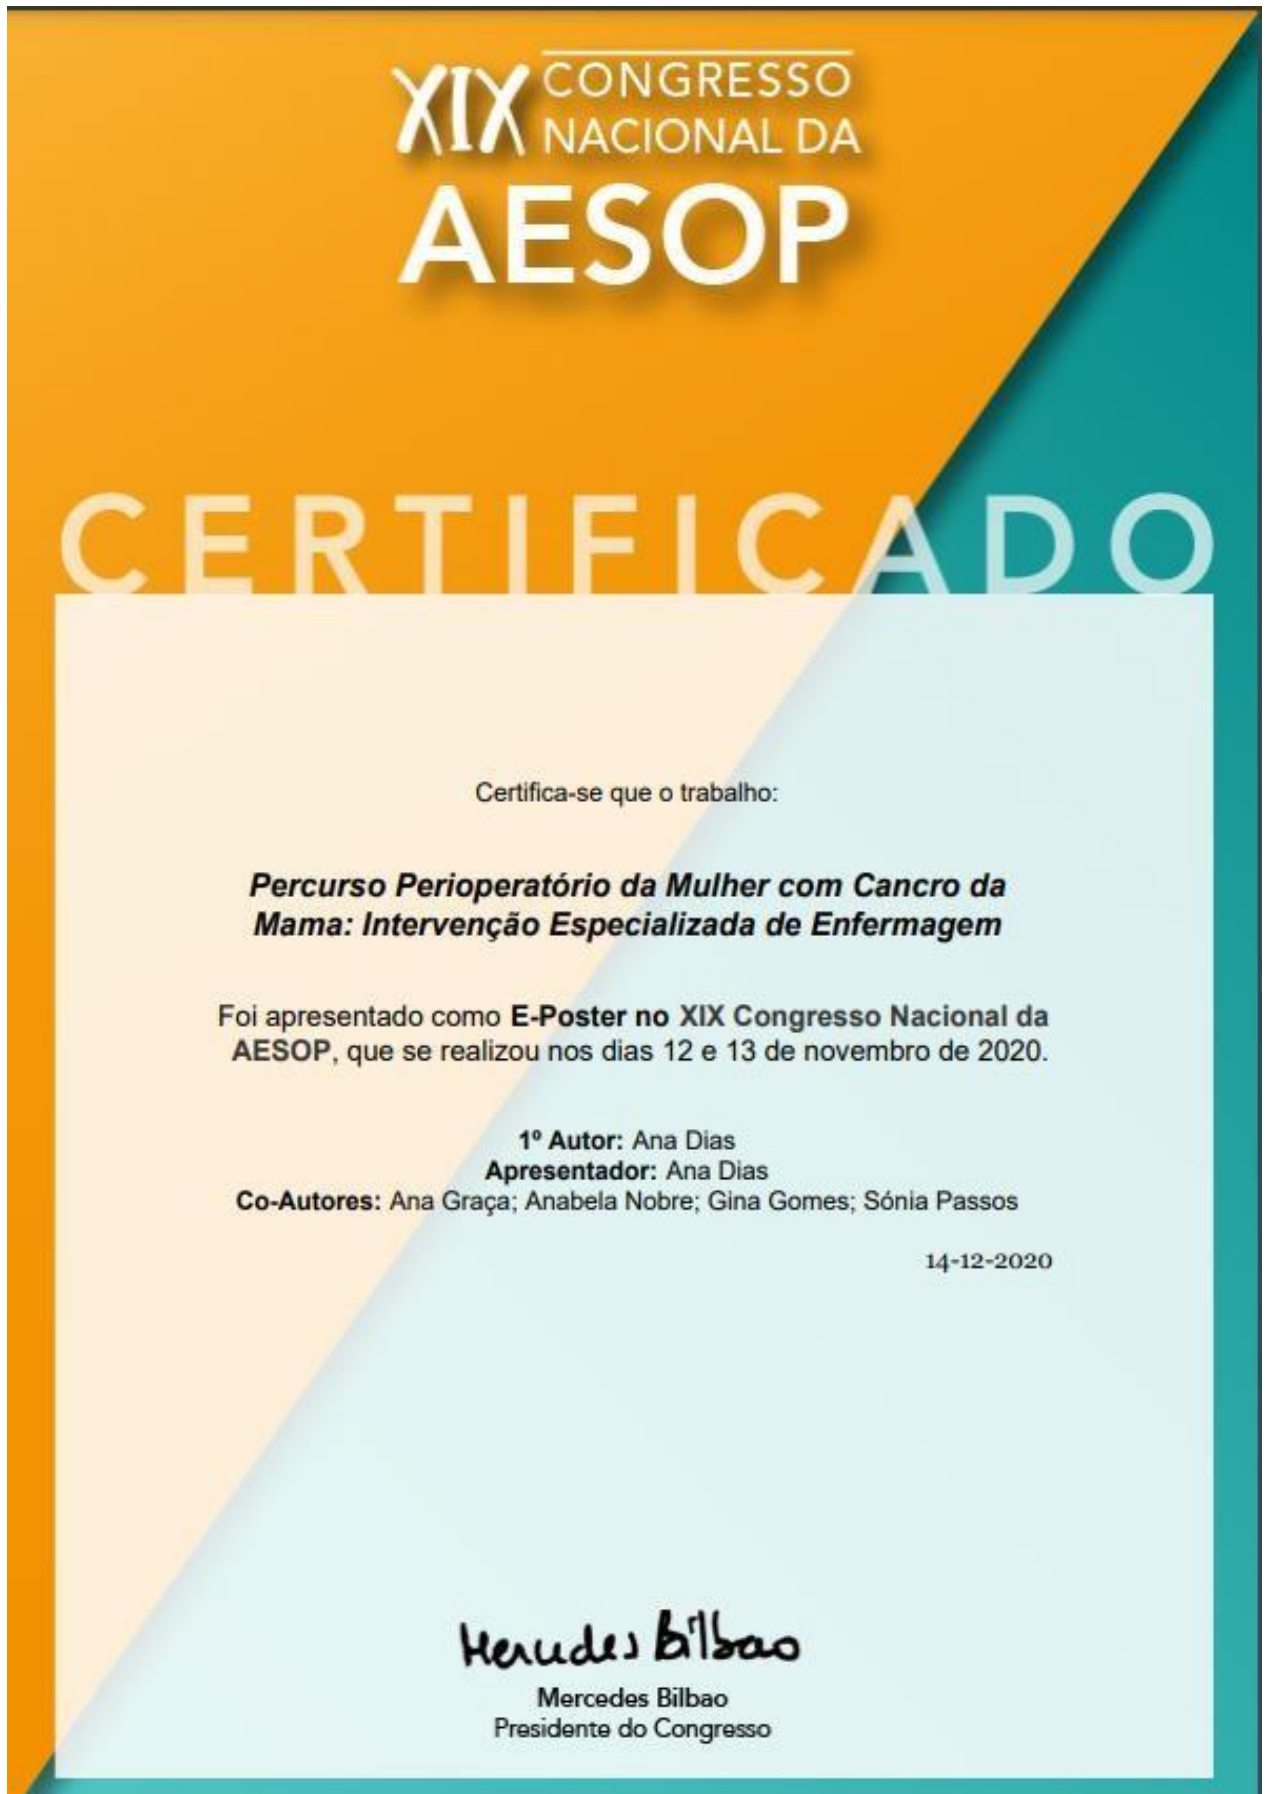 XIX CONGRESSO
NACIONAL DA
AESOP
CERTIFICADO
Certifica-se que o trabalho:
Percurso Perioperatório da Mulher com Cancro da
Mama: Intervenção Especializada de Enfermagem
Foi apresentado como E-Poster no XIX Congresso Nacional da
AESOP, que se realizou nos dias 12 e 13 de novembro de 2020.
1º Autor: Ana Dias
Apresentador: Ana Dias
Co-Autores: Ana Graça; Anabela Nobre; Gina Gomes; Sónia Passos
14-12-2020
Mercedes Bilbao
Mercedes Bilbao
Presidente do Congresso